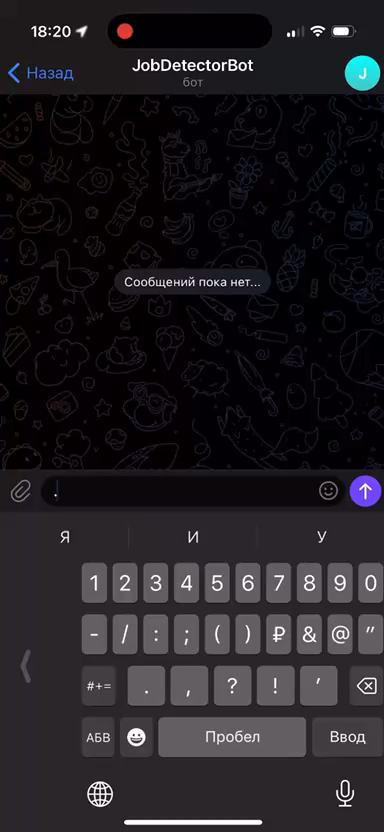 18:20
Назад
JobDetectorBot
бот
J
Сообщений пока нет...
.
Я И У
1 2 3 4 5 6 7 8 9 0
- / : ; ( ) ₽ & @ "
#+= . , ? ! ’
АБВ Пробел Ввод